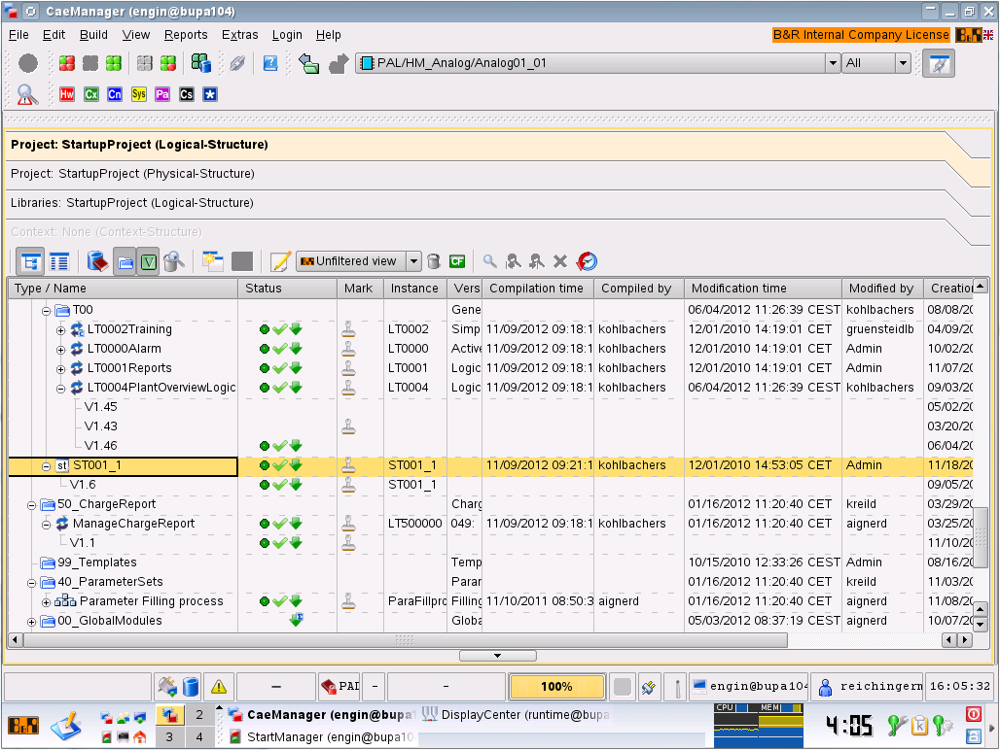 CaeManager (engin@bupa104)
File Edit Build View Reports Extras Login Help B&R Internal Company License B&R
PAL/HM_Analog/Analog01_01 All
Hw Cx Cn Sys Pa Cs
Project: StartupProject (Logical-Structure)
Project: StartupProject (Physical-Structure)
Libraries: StartupProject (Logical-Structure)
Context: None (Context-Structure)
V B&R Unfiltered view CF
Type / Name Status Mark Instance Vers Compilation time Compiled by Modification time Modified by Creation
T00 Gene 06/04/2012 11:26:39 CEST kohlbachers 08/08/20
LT0002Training LT0002 Simp 11/09/2012 09:18:1 kohlbachers 12/01/2010 14:19:01 CET gruensteidlb 04/09/20
LT0000Alarm LT0000 Active 11/09/2012 09:18:1 kohlbachers 12/01/2010 14:19:01 CET Admin 10/02/20
LT0001Reports LT0001 Logic 11/09/2012 09:18:1 kohlbachers 12/01/2010 14:19:01 CET Admin 11/07/20
LT0004PlantOverviewLogic LT0004 Logic 11/09/2012 09:18:1 kohlbachers 06/04/2012 11:26:39 CEST kohlbachers 09/03/20
V1.45 05/02/20
V1.43 03/20/20
V1.46 06/04/20
st ST001_1 ST001_1 11/09/2012 09:21:1 kohlbachers 12/01/2010 14:53:05 CET Admin 11/18/20
V1.6 ST001_1 09/05/20
50_ChargeReport Charg 01/16/2012 11:20:40 CET kreild 03/29/20
ManageChargeReport LT500000 049: 11/09/2012 09:18:1 kohlbachers 01/16/2012 11:20:40 CET aignerd 03/25/20
V1.1 11/10/20
99_Templates Temp 10/15/2010 12:33:26 CEST Admin 08/16/20
40_ParameterSets Paran 01/16/2012 11:20:40 CET kreild 11/03/20
Parameter Filling process ParaFillpro Filling 11/10/2011 08:50:3 aignerd 01/16/2012 11:20:40 CET aignerd 11/08/20
00_GlobalModules Globa 05/03/2012 08:37:19 CEST aignerd 10/07/20
– PAL - - 100% engin@bupa104 reichingern 16:05:32
B&R 2 3 4 CaeManager (engin@bupa DisplayCenter (runtime@bupa CPU MEM 4:05 K
StartManager (engin@bupa10